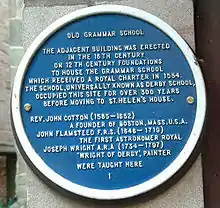 OLD GRAMMAR SCHOOL
THE ADJACENT BUILDING WAS ERECTED
IN THE 16TH CENTURY
ON 12TH CENTURY FOUNDATIONS
TO HOUSE THE GRAMMAR SCHOOL
WHICH RECEIVED A ROYAL CHARTER IN 1554.
THE SCHOOL, UNIVERSALLY KNOWN AS DERBY SCHOOL,
OCCUPIED THIS SITE FOR OVER 300 YEARS
BEFORE MOVING TO ST. HELEN'S HOUSE.
REV. JOHN COTTON (1585-1652)
A FOUNDER OF BOSTON, MASS. U.S.A.
JOHN FLAMSTEED F.R.S. (1646-1719)
THE FIRST ASTRONOMER ROYAL
JOSEPH WRIGHT A.R.A (1734-1797)
"WRIGHT OF DERBY", PAINTER
WERE TAUGHT HERE
1